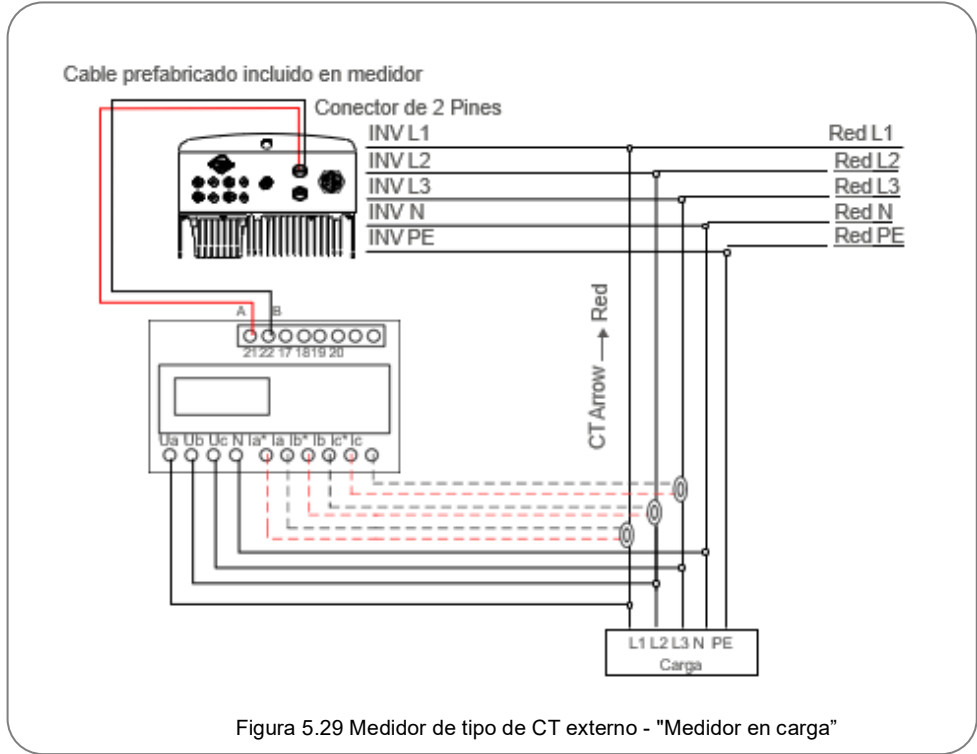 Cable prefabricado incluido en medidor
Conector de 2 Pines
INV L1 Red L1
INV L2 Red L2
INV L3 Red L3
INV N Red N
INV PE Red PE
CT Arrow → Red
A B
21 22 17 18 19 20
Ua Ub Uc N Ia* Ia Ib* Ib Ic* Ic
L1 L2 L3 N PE
Carga
Figura 5.29 Medidor de tipo de CT externo - "Medidor en carga”